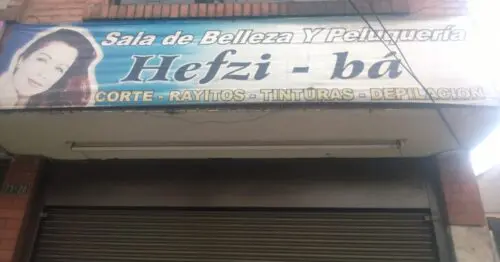 Sala de Belleza Y Peluquería
Hefzi - bá
CORTE - RAYITOS - TINTURAS - DEPILACION